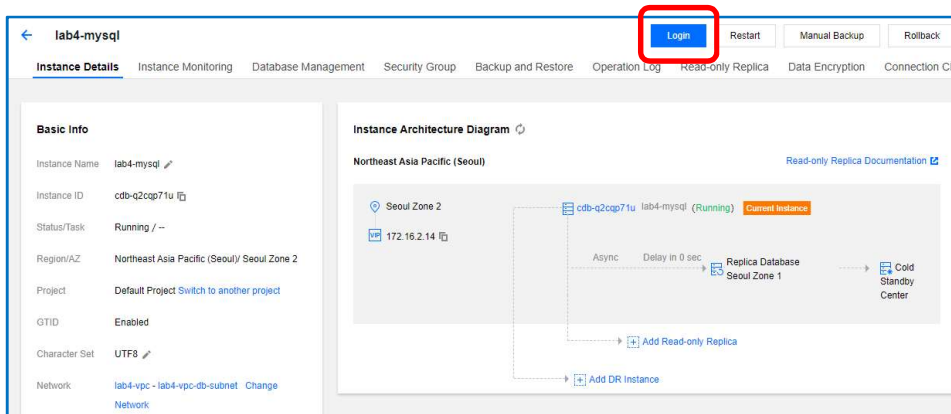 lab4-mysql
Login Restart Manual Backup Rollback
Instance Details Instance Monitoring Database Management Security Group Backup and Restore Operation Log Read-only Replica Data Encryption Connection
Basic Info
Instance Name lab4-mysql
Instance ID cdb-q2cqp71u
Status/Task Running / --
Region/AZ Northeast Asia Pacific (Seoul)/ Seoul Zone 2
Project Default Project Switch to another project
GTID Enabled
Character Set UTF8
Network lab4-vpc - lab4-vpc-db-subnet Change
Network
Instance Architecture Diagram
Northeast Asia Pacific (Seoul) Read-only Replica Documentation
Seoul Zone 2
VIP 172.16.2.14
cdb-q2cqp71u lab4-mysql (Running) Current Instance
Async Delay in 0 sec
Replica Database
Seoul Zone 1
Cold
Standby
Center
Add Read-only Replica
Add DR Instance